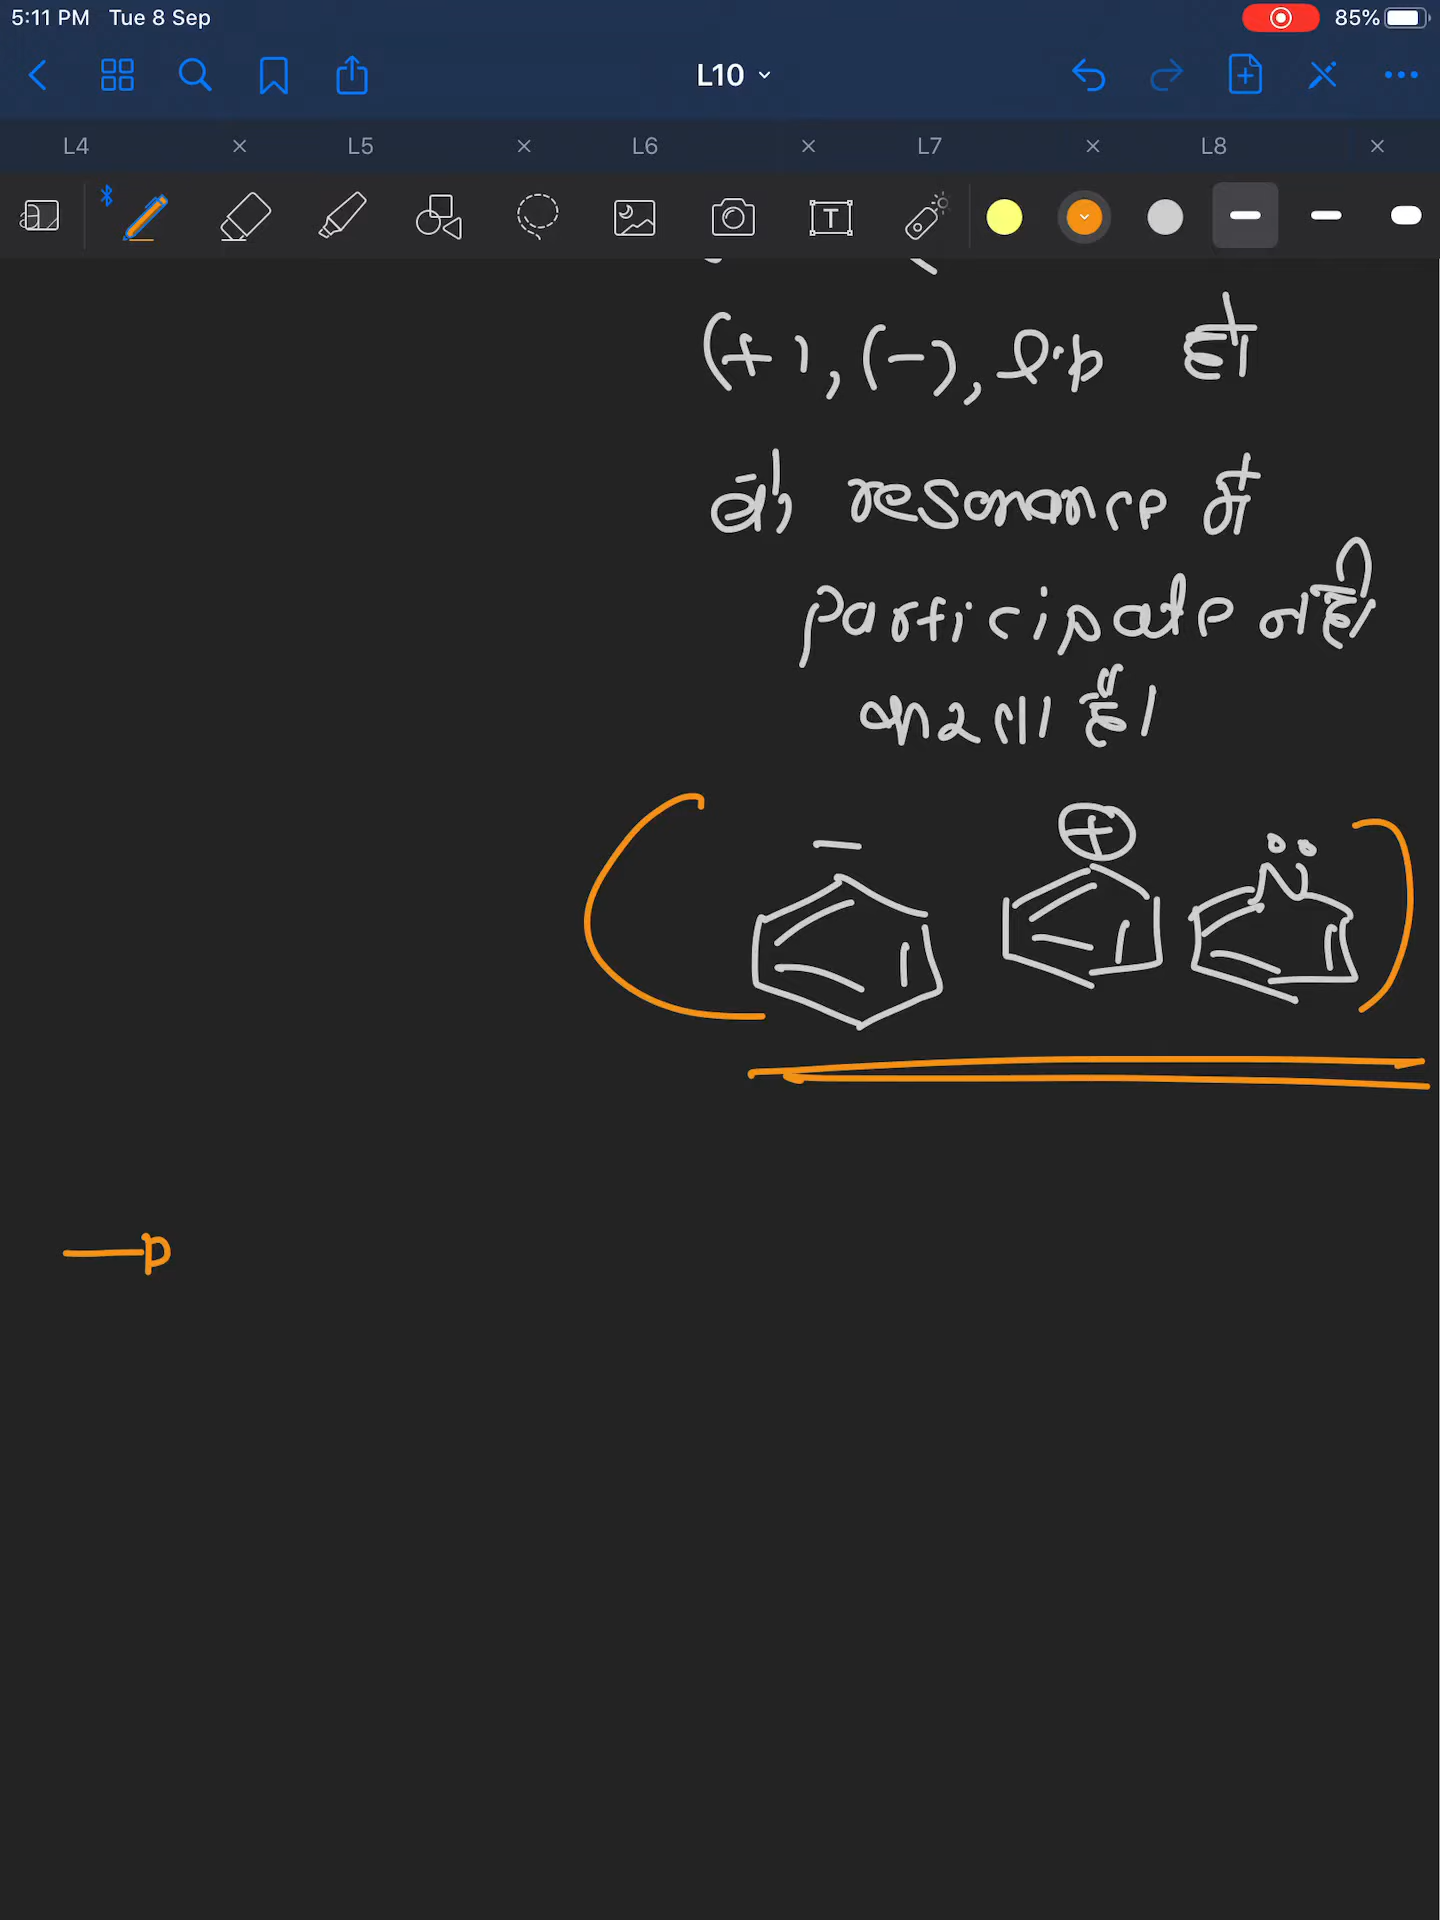 5:11 PM Tue 8 Sep 85%
L10
L4 L5 L6 L7 L8
T
(+), (-), l.p हो
वो, resonance में
participate नहीं
करता है।
−
+
N
P